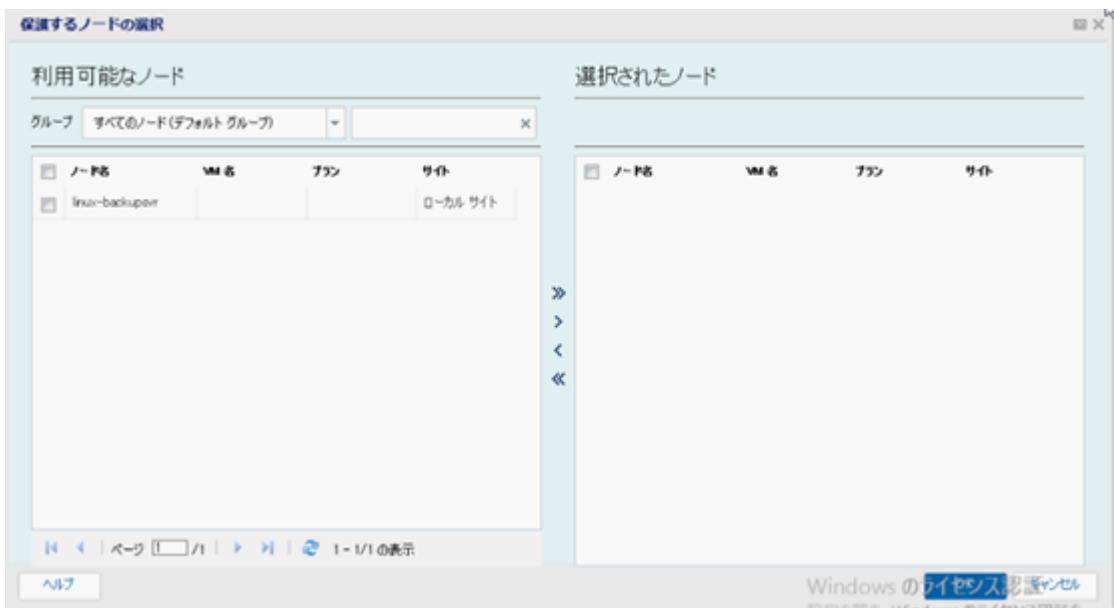 保護するノードの選択
利用可能なノード
グループ すべてのノード(デフォルト グループ)
ノード名 VM 名 プラン サイト
linux-backupsvr ローカル サイト
ページ 1 /1 1 - 1/1 の表示
選択されたノード
ノード名 VM 名 プラン サイト
ヘルプ
Windows のライセンス認証
OK キャンセル